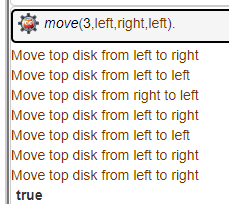 move(3,left,right,left).
Move top disk from left to right
Move top disk from left to left
Move top disk from right to left
Move top disk from left to right
Move top disk from left to left
Move top disk from left to right
Move top disk from left to right
true